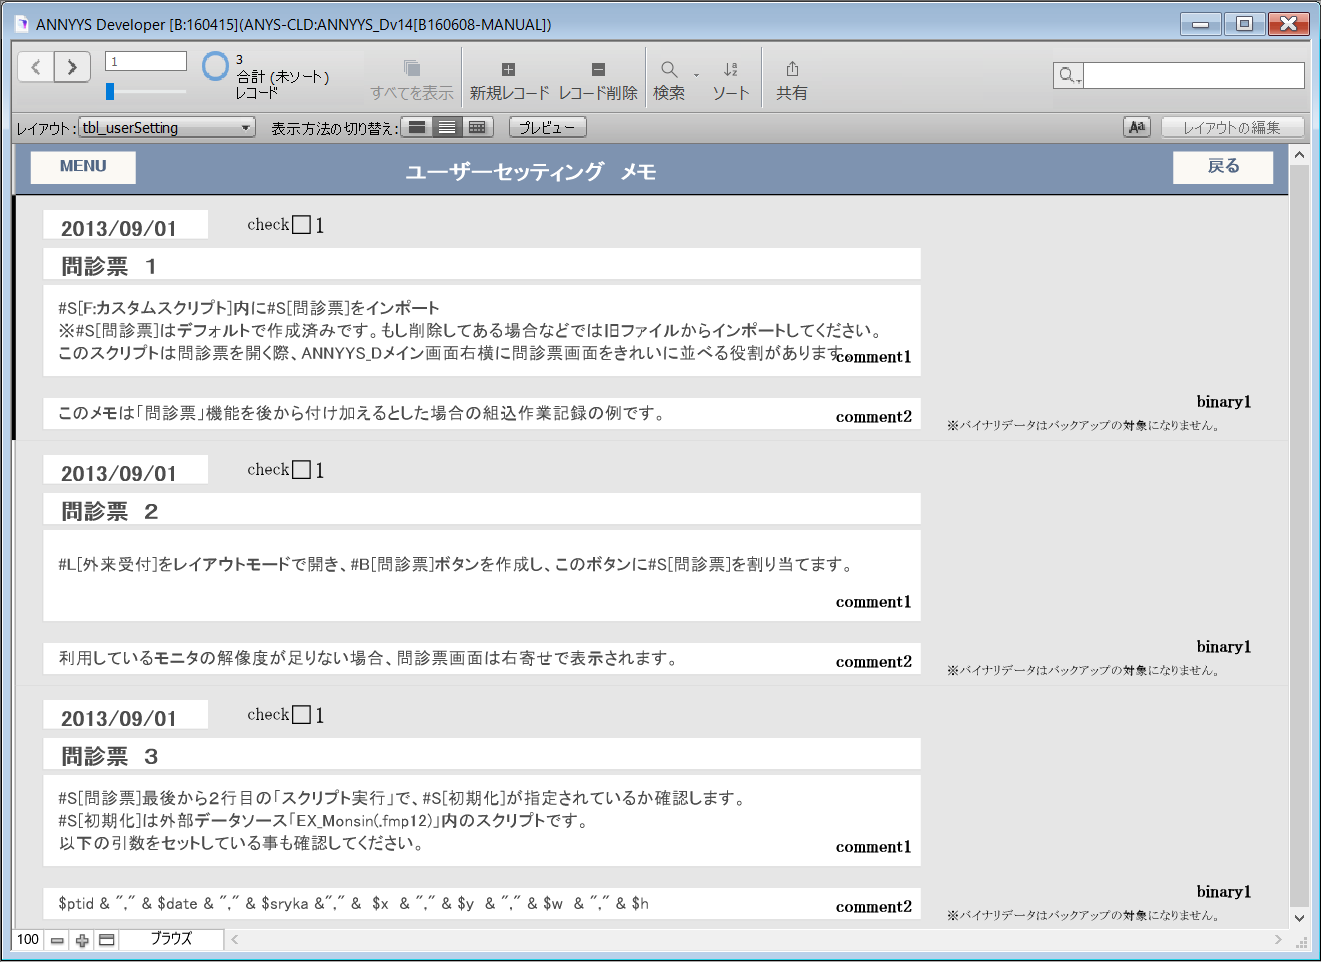 ANNYYS Developer [B:160415](ANYS-CLD:ANNYYS_Dv14[B160608-MANUAL])
1
3
合計 (未ソート)
レコード
すべてを表示
新規レコード
レコード削除
検索
ソート
共有
レイアウト: tbl_userSetting
表示方法の切り替え:
プレビュー
Aa
レイアウトの編集
MENU
ユーザーセッティング メモ
戻る
2013/09/01
check 1
問診票 1
#S[F:カスタムスクリプト]内に#S[問診票]をインポート
※#S[問診票]はデフォルトで作成済みです。もし削除してある場合などでは旧ファイルからインポートしてください。
このスクリプトは問診票を開く際、ANNYYS_Dメイン画面右横に問診票画面をきれいに並べる役割があります。
comment1
このメモは「問診票」機能を後から付け加えるとした場合の組込作業記録の例です。
comment2
binary1
※バイナリデータはバックアップの対象になりません。
2013/09/01
check 1
問診票 2
#L[外来受付]をレイアウトモードで開き、#B[問診票]ボタンを作成し、このボタンに#S[問診票]を割り当てます。
comment1
利用しているモニタの解像度が足りない場合、問診票画面は右寄せで表示されます。
comment2
binary1
※バイナリデータはバックアップの対象になりません。
2013/09/01
check 1
問診票 3
#S[問診票]最後から2行目の「スクリプト実行」で、#S[初期化]が指定されているか確認します。
#S[初期化]は外部データソース「EX_Monsin(.fmp12)」内のスクリプトです。
以下の引数をセットしている事も確認してください。
comment1
$ptid & "," & $date & "," & $sryka &"," & $x & "," & $y & "," & $w & "," & $h
comment2
binary1
※バイナリデータはバックアップの対象になりません。
100
ブラウズ